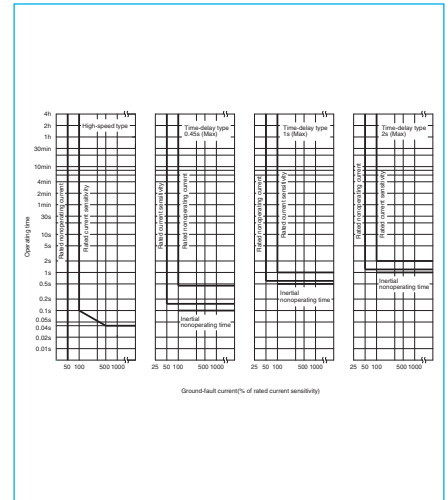 4h
2h
1h
30min
10min
4min
2min
1min
30s
10s
5s
2s
1s
0.5s
0.2s
0.1s
0.05s
0.04s
0.02s
0.01s
Operating time
High-speed type
Rated nonoperating current
Rated current sensitivity
50 100 500 1000
Time-delay type
0.45s (Max)
Rated nonoperating current
Rated current sensitivity
Inertial
nonoperating time
25 50 100 500 1000
Time-delay type
1s (Max)
Rated nonoperating current
Rated current sensitivity
Inertial
nonoperating time
25 50 100 500 1000
Time-delay type
2s (Max)
Rated nonoperating current
Rated current sensitivity
Inertial
nonoperating time
25 50 100 500 1000
Ground-fault current(% of rated current sensitivity)